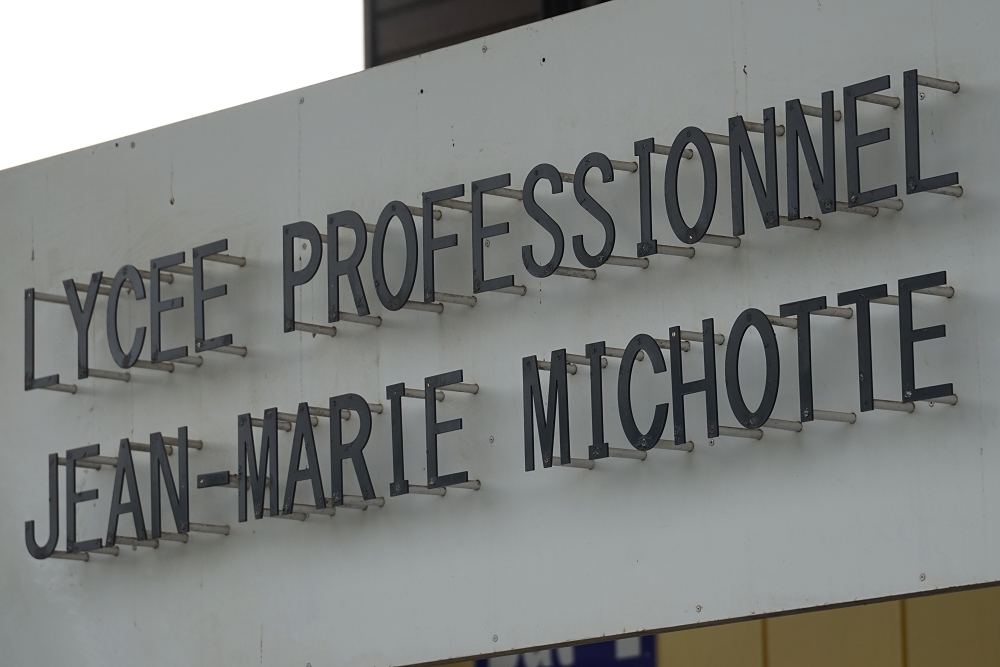 LYCEE PROFESSIONNEL
JEAN-MARIE MICHOTTE